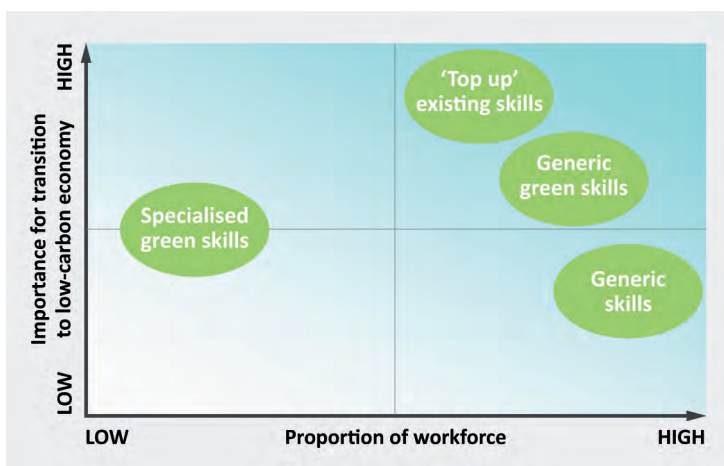 HIGH
Importance for transition
to low-carbon economy
LOW
‘Top up’
existing skills
Generic
green skills
Specialised
green skills
Generic
skills
LOW
Proportion of workforce
HIGH